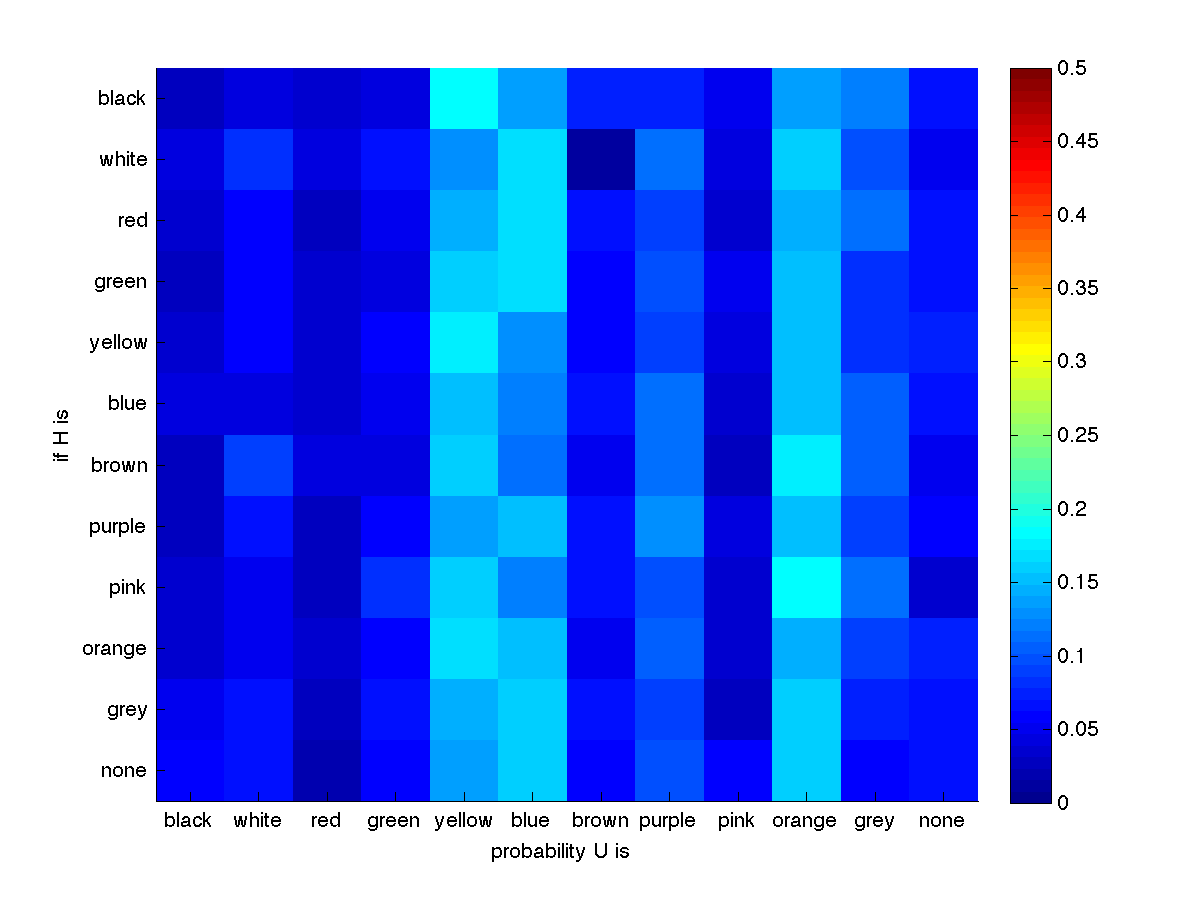 black
white
red
green
yellow
blue
brown
purple
pink
orange
grey
none
if H is
black white red green yellow blue brown purple pink orange grey none
probability U is
0.5
0.45
0.4
0.35
0.3
0.25
0.2
0.15
0.1
0.05
0